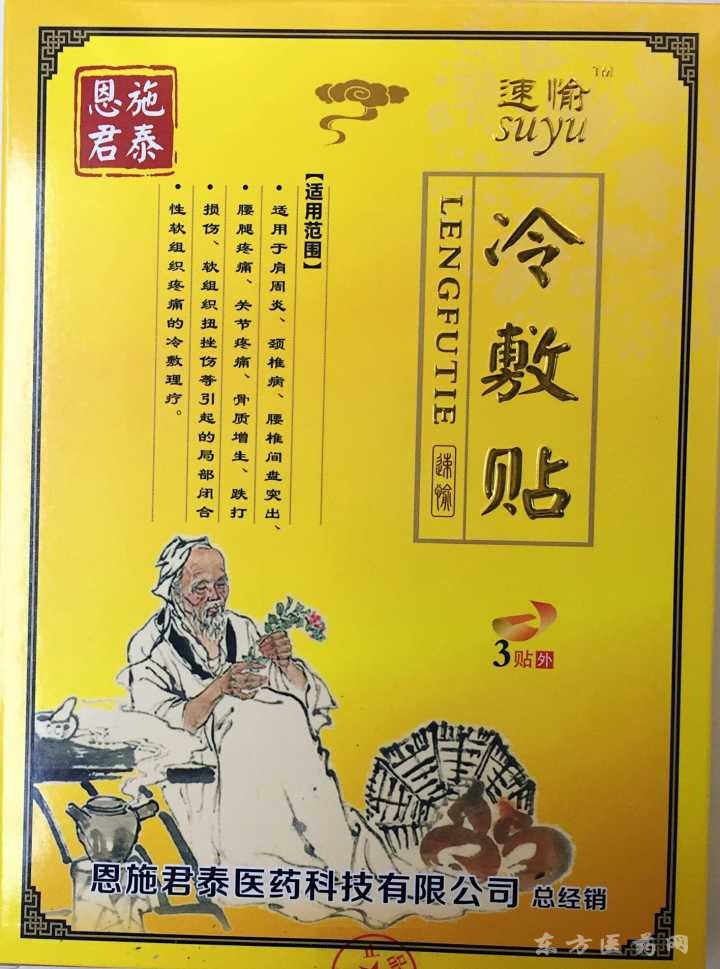 恩施
君泰
速愉
TM
suyu
冷敷贴
LENGFUTIE
速愉
【适用范围】
•适用于肩周炎、颈椎病、腰椎间盘突出、
•腰腿疼痛、关节疼痛、骨质增生、跌打
•损伤、软组织扭挫伤等引起的局部闭合
•性软组织疼痛的冷敷理疗。
3贴 外
恩施君泰医药科技有限公司 总经销
东方医药网